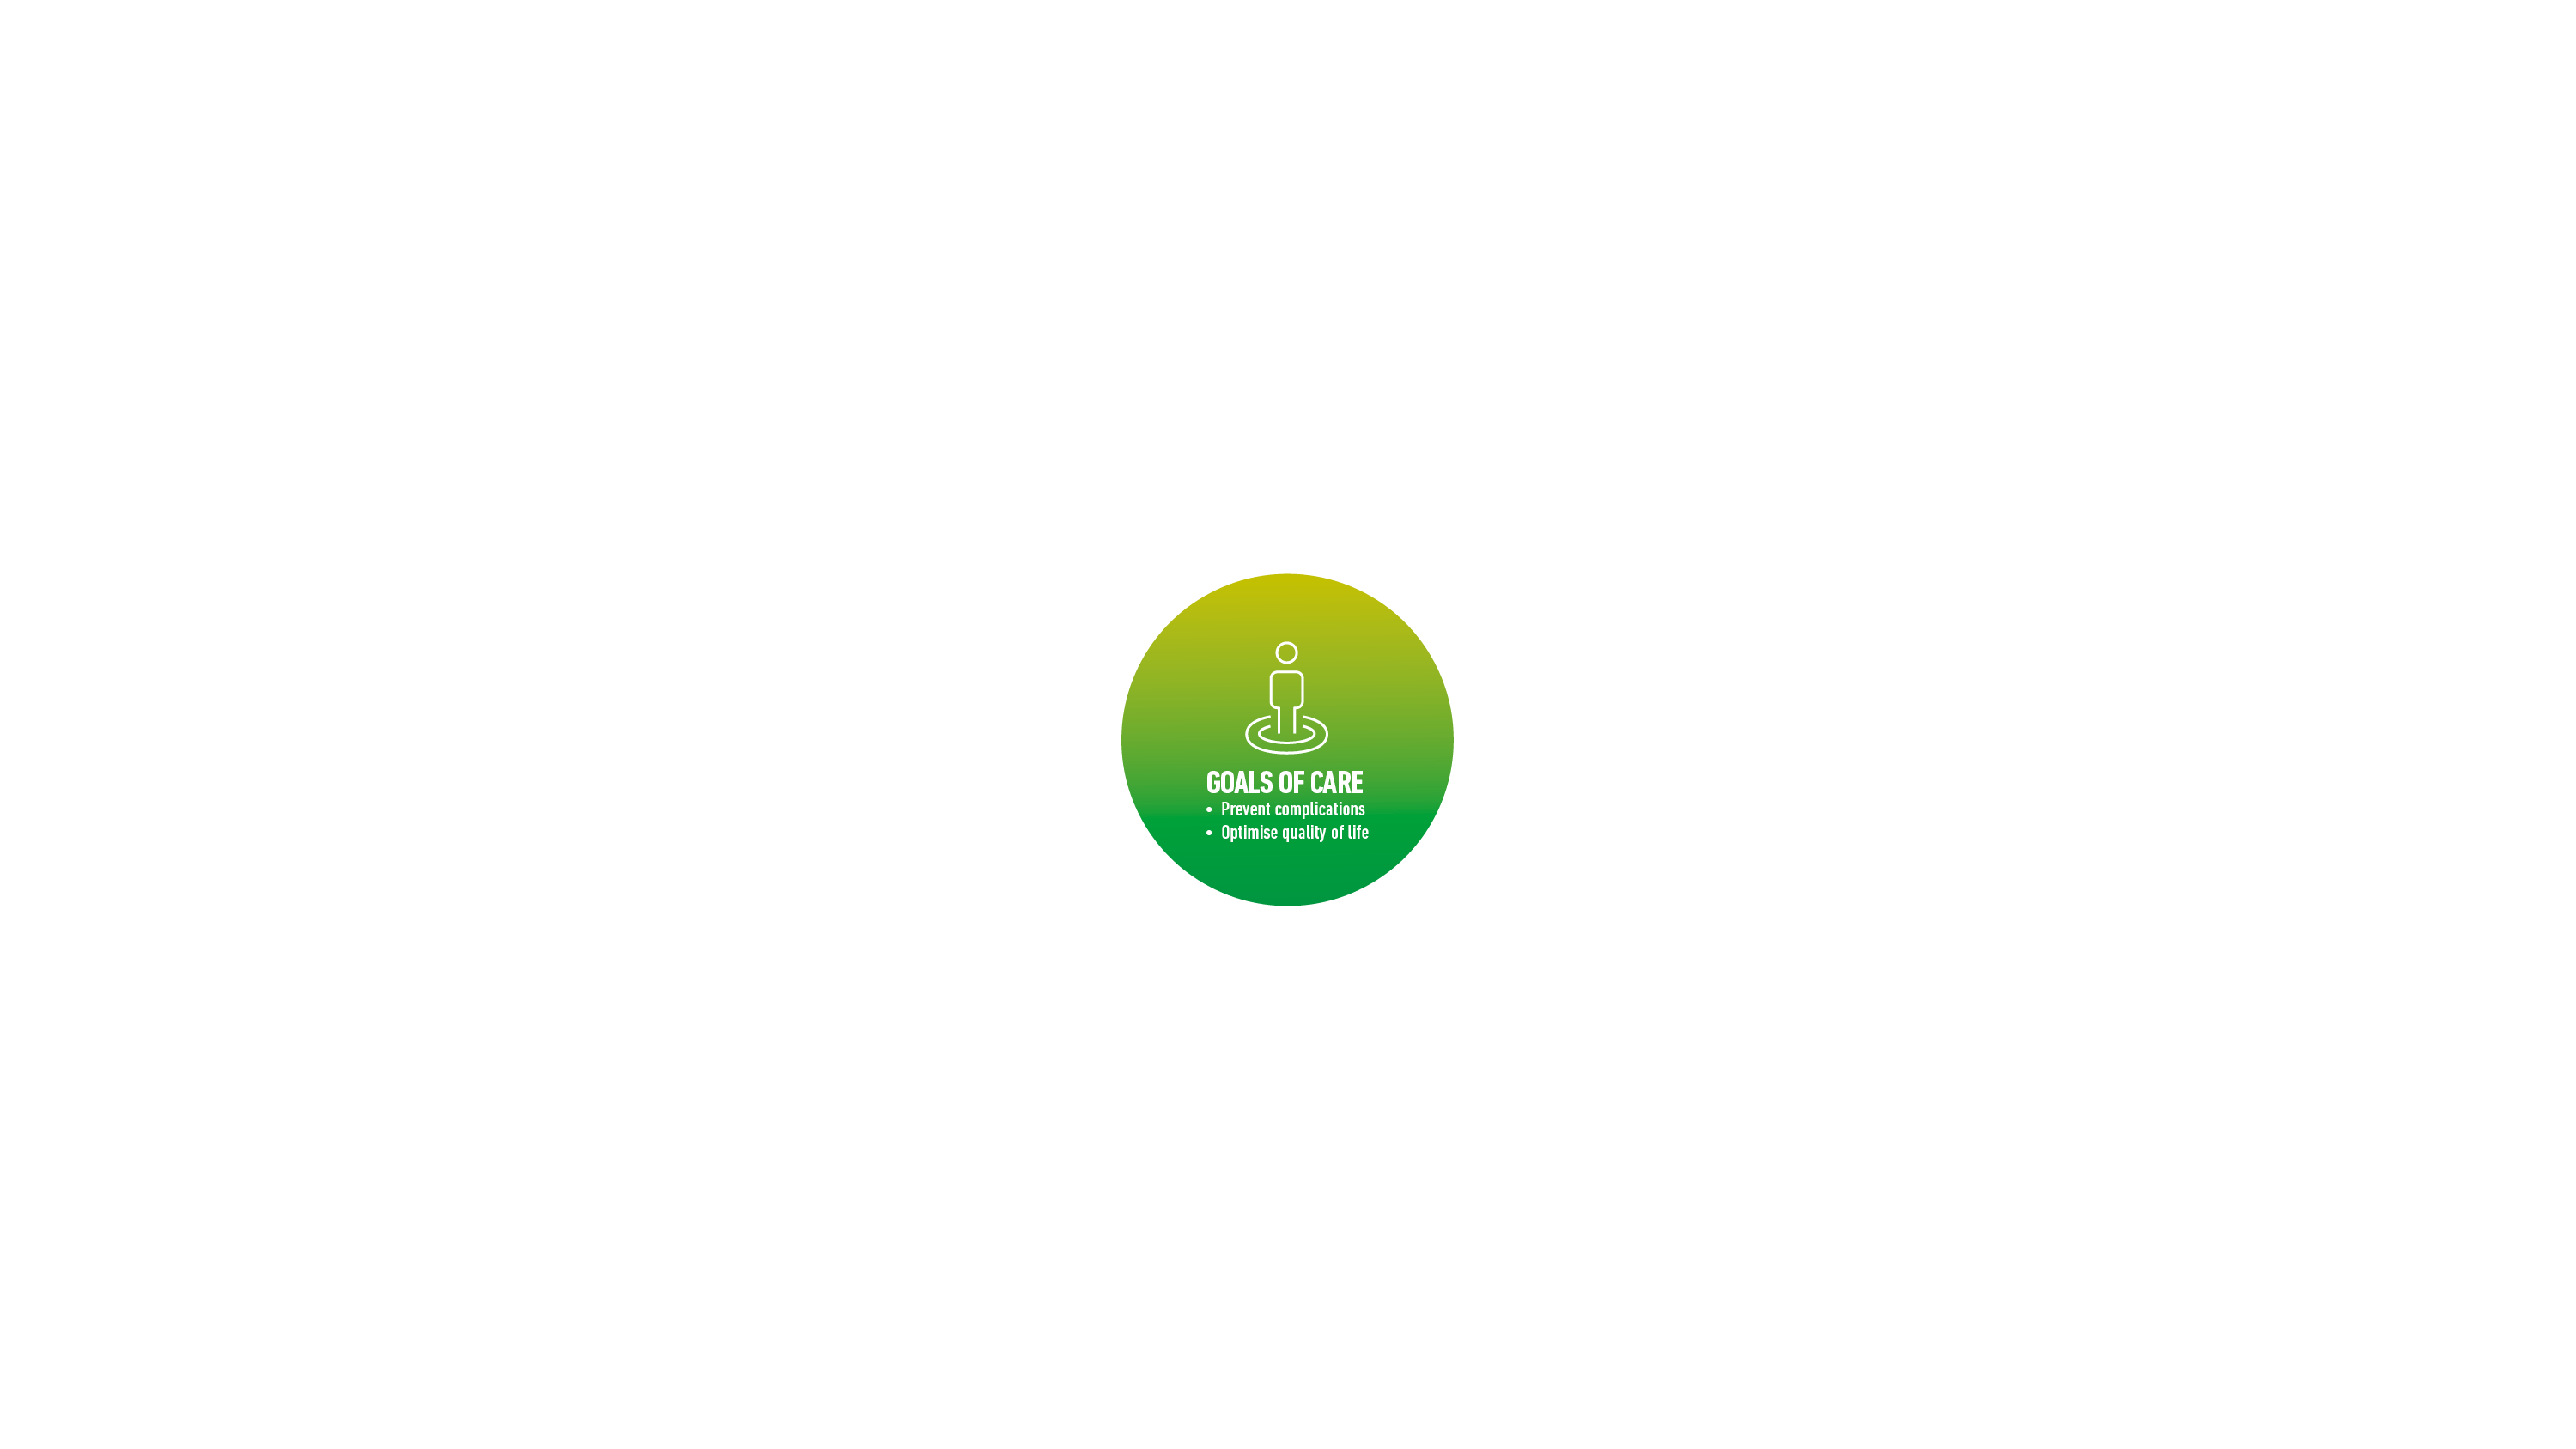 GOALS OF CARE
• Prevent complications
• Optimise quality of life